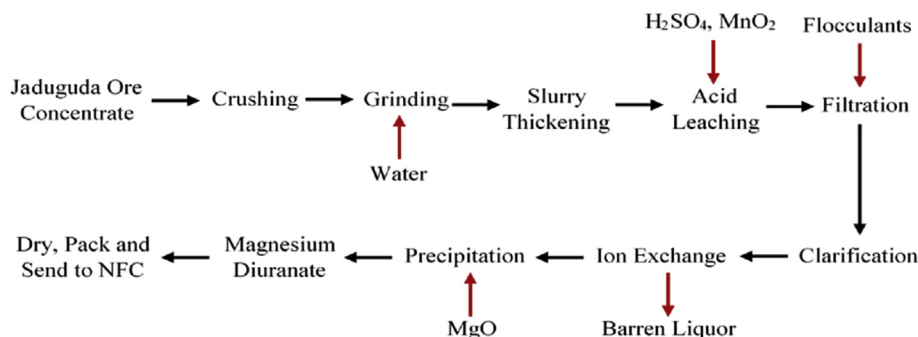 H₂SO₄, MnO₂
Flocculants
Jaduguda Ore
Concentrate
Crushing
Grinding
Slurry
Thickening
Acid
Leaching
Filtration
Water
Dry, Pack and
Send to NFC
Magnesium
Diuranate
Precipitation
Ion Exchange
Clarification
MgO
Barren Liquor